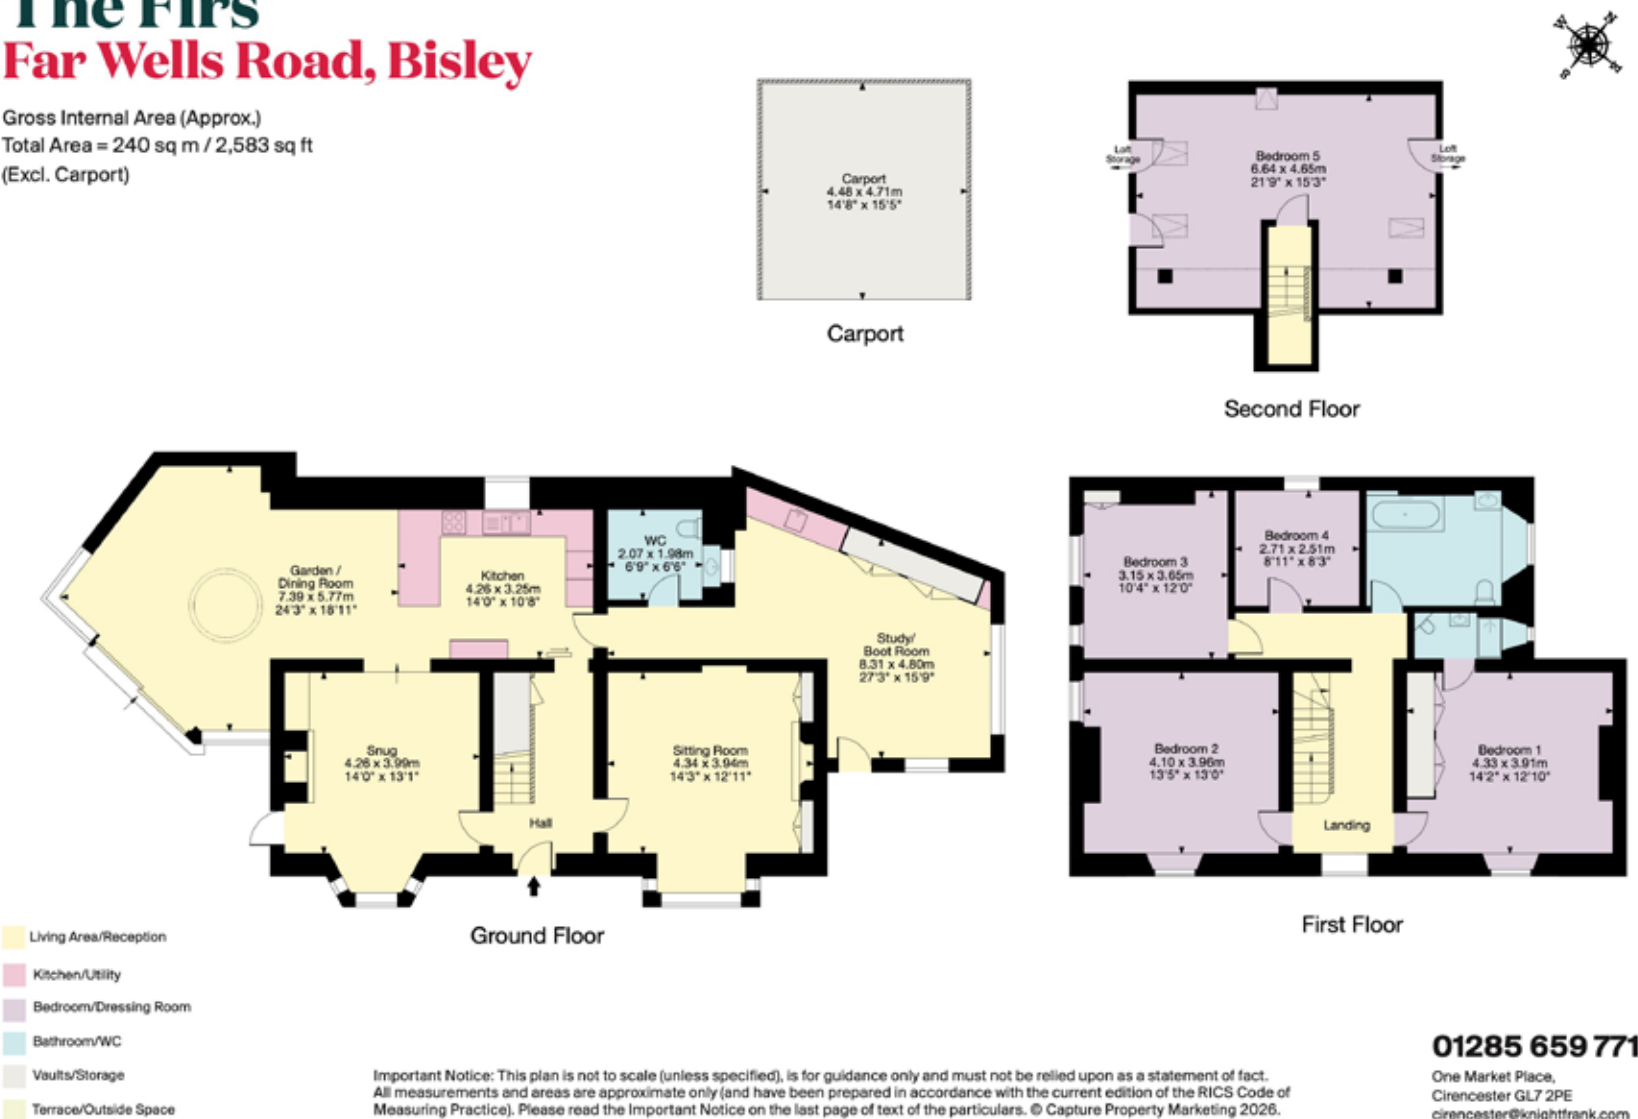 The Firs
Far Wells Road, Bisley
Gross Internal Area (Approx.)
Total Area = 240 sq m / 2,583 sq ft
(Excl. Carport)
N
W
E
S
Carport
4.48 x 4.71m
14'8" x 15'5"
Carport
Loft
Storage
Bedroom 5
6.64 x 4.65m
21'9" x 15'3"
Loft
Storage
Second Floor
Garden /
Dining Room
7.39 x 5.77m
24'3" x 18'11"
Kitchen
4.26 x 3.25m
14'0" x 10'8"
WC
2.07 x 1.98m
6'9" x 6'6"
Study/
Boot Room
8.31 x 4.80m
27'3" x 15'9"
Snug
4.26 x 3.99m
14'0" x 13'1"
Hall
Sitting Room
4.34 x 3.94m
14'3" x 12'11"
Ground Floor
Bedroom 3
3.15 x 3.65m
10'4" x 12'0"
Bedroom 4
2.71 x 2.51m
8'11" x 8'3"
Bedroom 2
4.10 x 3.96m
13'5" x 13'0"
Landing
Bedroom 1
4.33 x 3.91m
14'2" x 12'10"
First Floor
Living Area/Reception
Kitchen/Utility
Bedroom/Dressing Room
Bathroom/WC
Vaults/Storage
Terrace/Outside Space
Important Notice: This plan is not to scale (unless specified), is for guidance only and must not be relied upon as a statement of fact.
All measurements and areas are approximate only (and have been prepared in accordance with the current edition of the RICS Code of
Measuring Practice). Please read the Important Notice on the last page of text of the particulars. © Capture Property Marketing 2026.
01285 659 771
One Market Place,
Cirencester GL7 2PE
cirencester@knightfrank.com